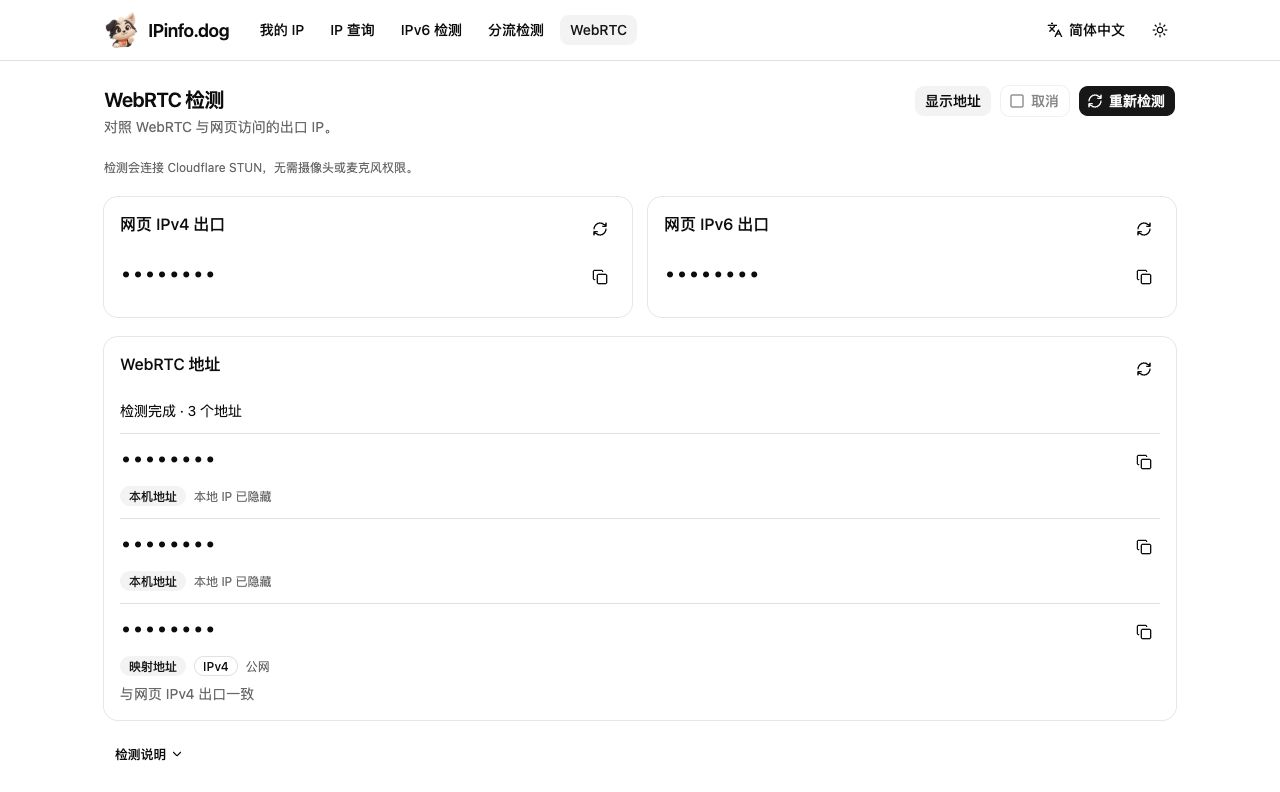 IPinfo.dog 我的 IP IP 查询 IPv6 检测 分流检测 WebRTC 简体中文
WebRTC 检测
显示地址 取消 重新检测
对照 WebRTC 与网页访问的出口 IP。
检测会连接 Cloudflare STUN，无需摄像头或麦克风权限。
网页 IPv4 出口
••••••••
网页 IPv6 出口
••••••••
WebRTC 地址
检测完成 · 3 个地址
••••••••
本机地址 本地 IP 已隐藏
••••••••
本机地址 本地 IP 已隐藏
••••••••
映射地址 IPv4 公网
与网页 IPv4 出口一致
检测说明